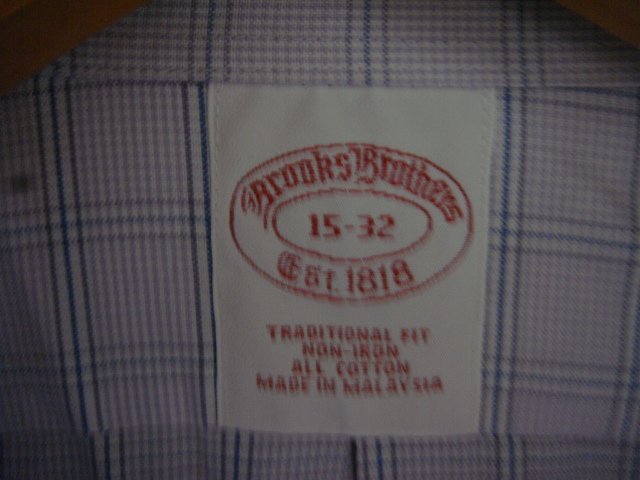 Brooks Brothers
15-32
Est. 1818
TRADITIONAL FIT
NON-IRON
ALL COTTON
MADE IN MALAYSIA